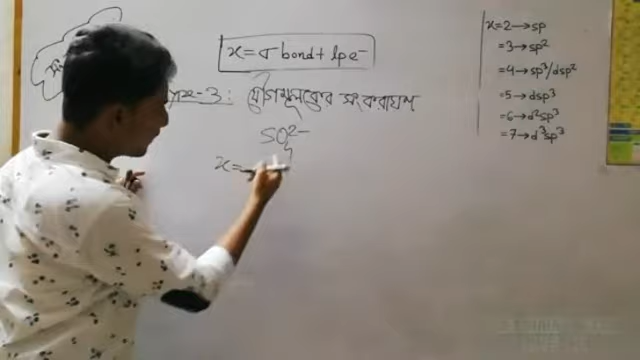 x = σ bond + lp e⁻
Type-3: যৌগমূলকের সংকরায়ণ
SO₄²⁻
x =
x=2→sp
=3→sp²
=4→sp³/dsp²
=5→dsp³
=6→d²sp³
=7→d³sp³